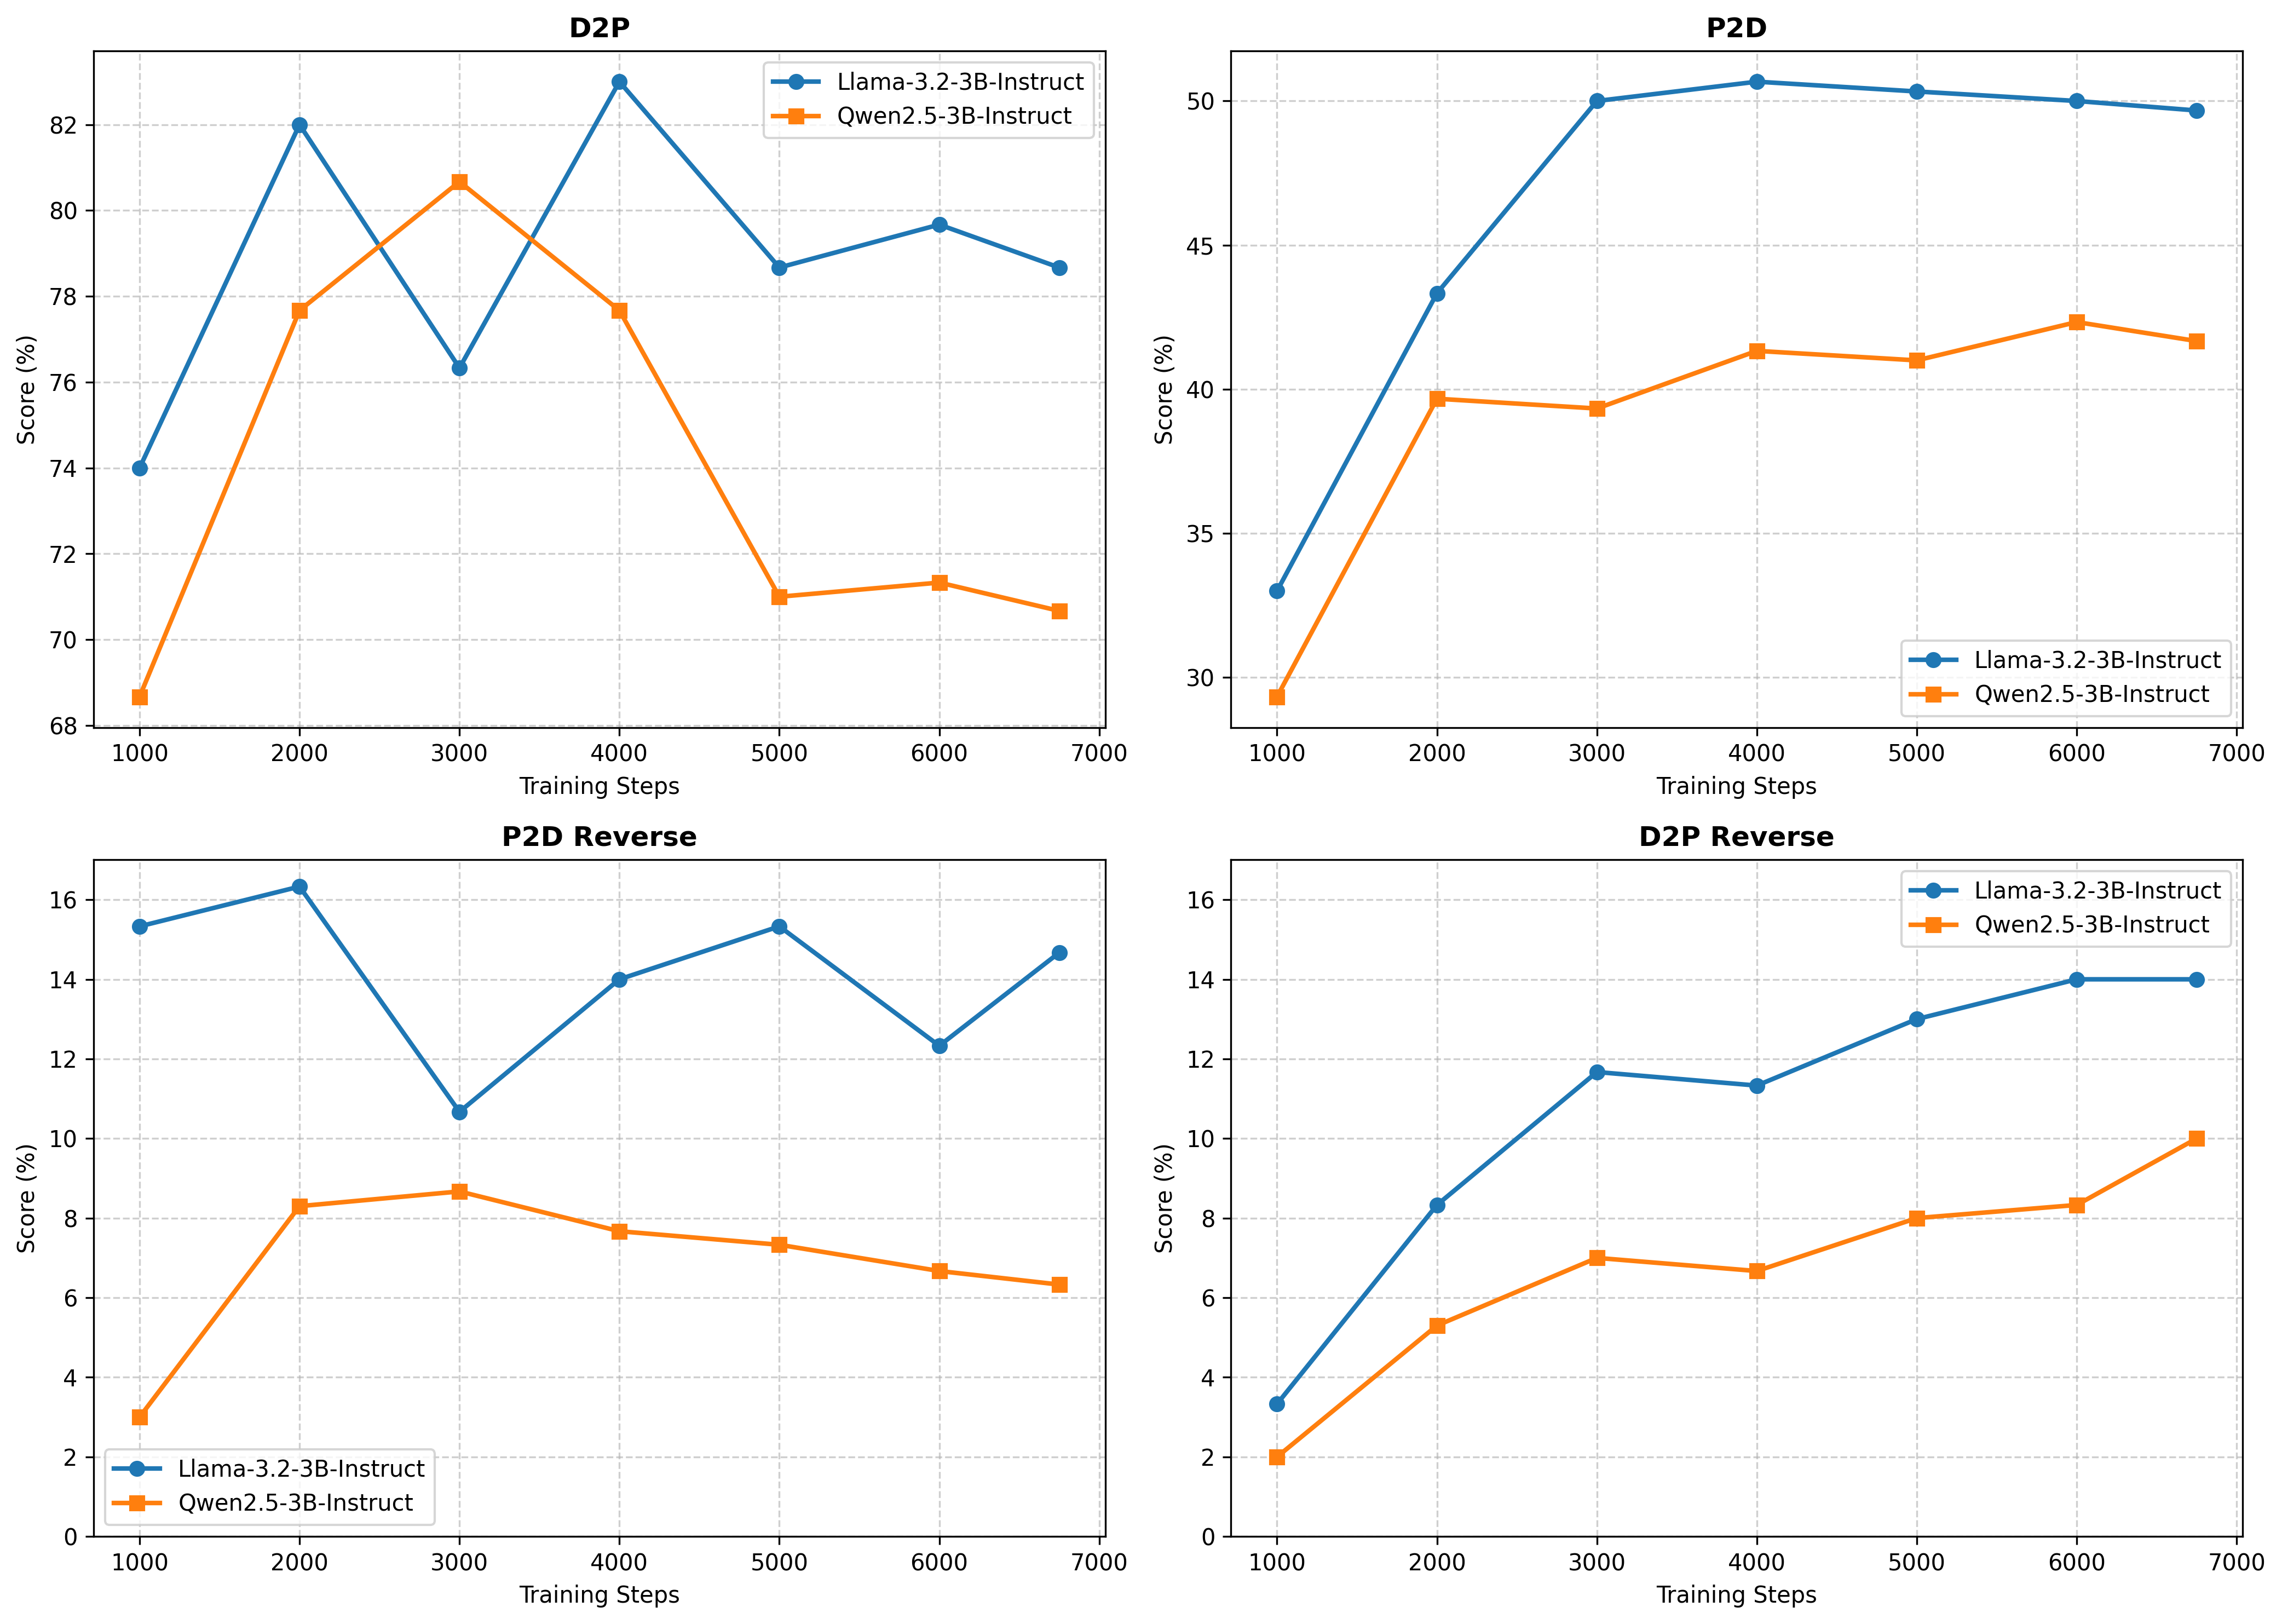 D2P
Score (%)
82
80
78
76
74
72
70
68
Llama-3.2-3B-Instruct
Qwen2.5-3B-Instruct
1000 2000 3000 4000 5000 6000 7000
Training Steps
P2D
Score (%)
50
45
40
35
30
Llama-3.2-3B-Instruct
Qwen2.5-3B-Instruct
1000 2000 3000 4000 5000 6000 7000
Training Steps
P2D Reverse
Score (%)
16
14
12
10
8
6
4
2
0
Llama-3.2-3B-Instruct
Qwen2.5-3B-Instruct
1000 2000 3000 4000 5000 6000 7000
Training Steps
D2P Reverse
Score (%)
16
14
12
10
8
6
4
2
0
Llama-3.2-3B-Instruct
Qwen2.5-3B-Instruct
1000 2000 3000 4000 5000 6000 7000
Training Steps